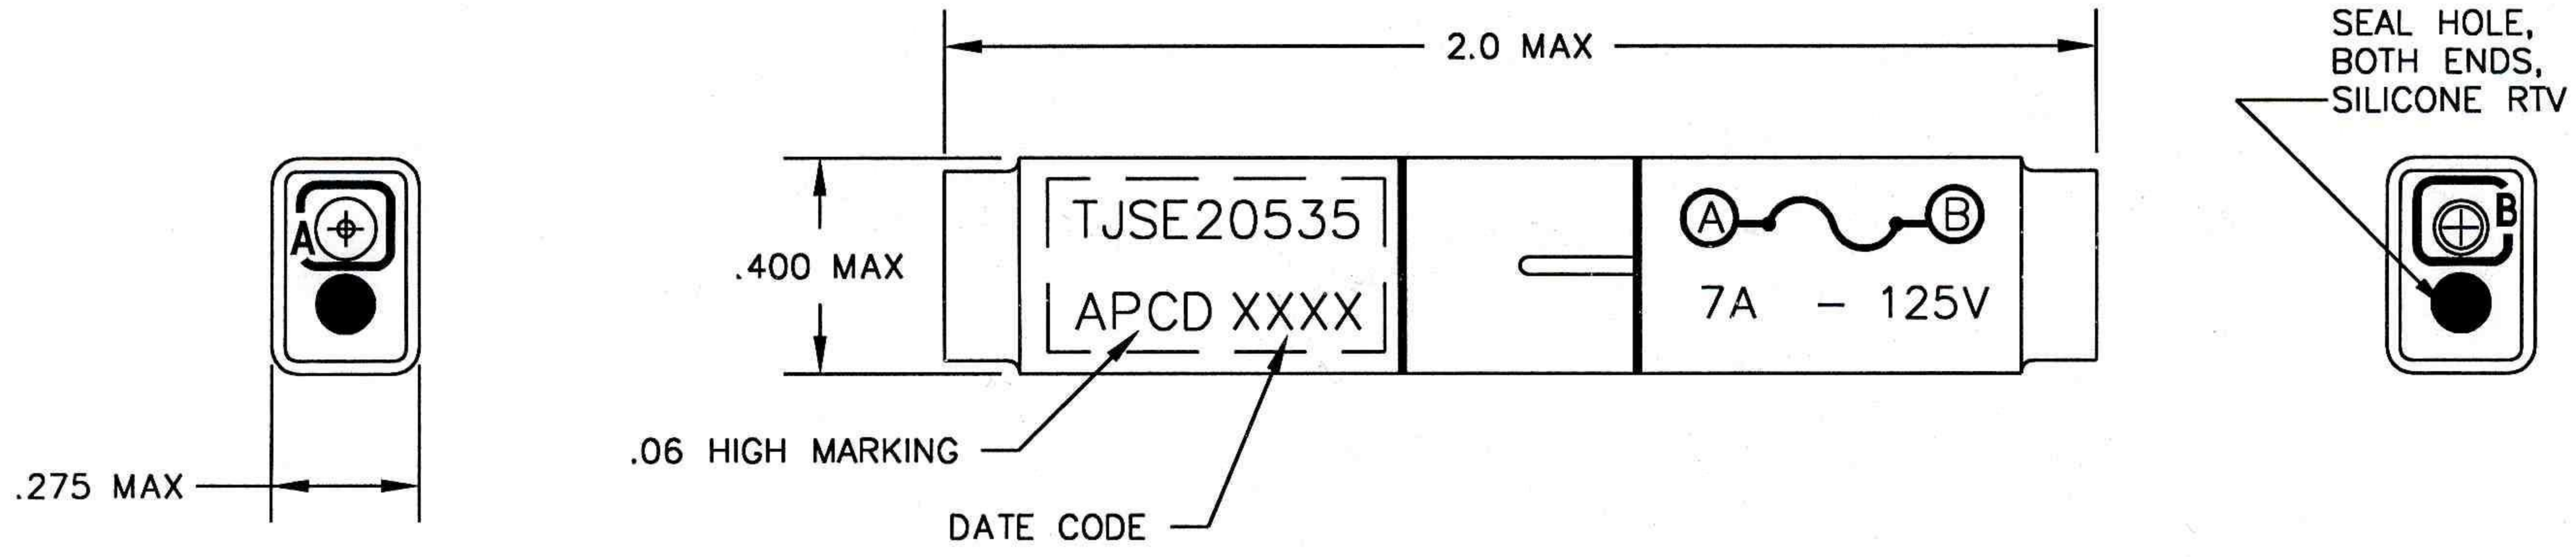 2.0 MAX
SEAL HOLE,
BOTH ENDS,
SILICONE RTV
A
.400 MAX
.275 MAX
TJSE20535
APCD XXXX
A B
7A - 125V
B
.06 HIGH MARKING
DATE CODE